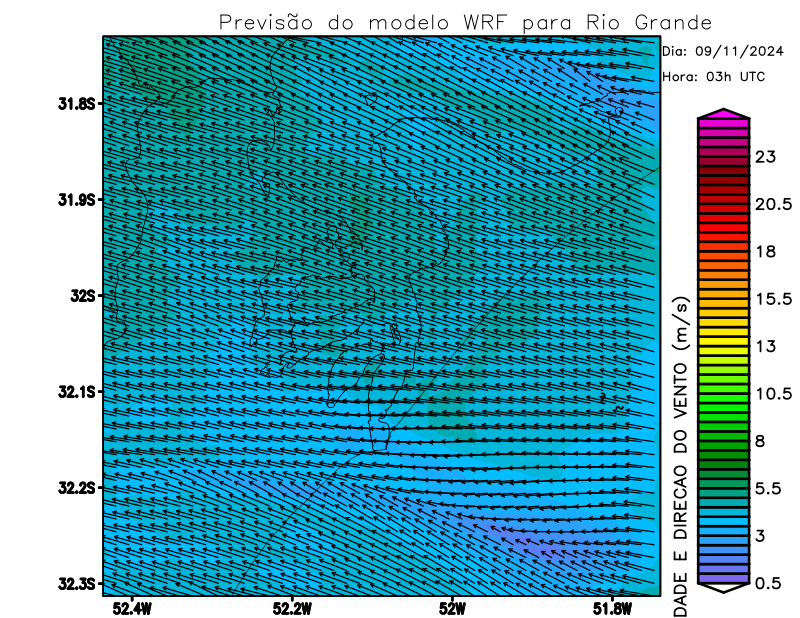 Previsão do modelo WRF para Rio Grande
Dia: 09/11/2024
Hora: 03h UTC
31.8S
31.9S
32S
32.1S
32.2S
32.3S
52.4W
52.2W
52W
51.8W
23
20.5
18
15.5
13
10.5
8
5.5
3
0.5
DADE E DIRECAO DO VENTO (m/s)